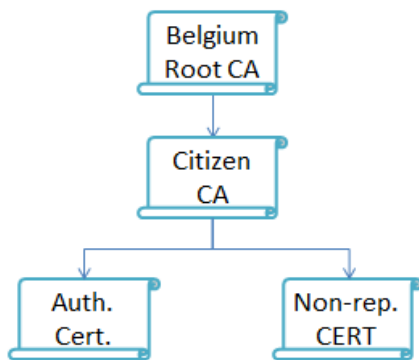 Belgium
Root CA
Citizen
CA
Auth.
Cert.
Non-rep.
CERT